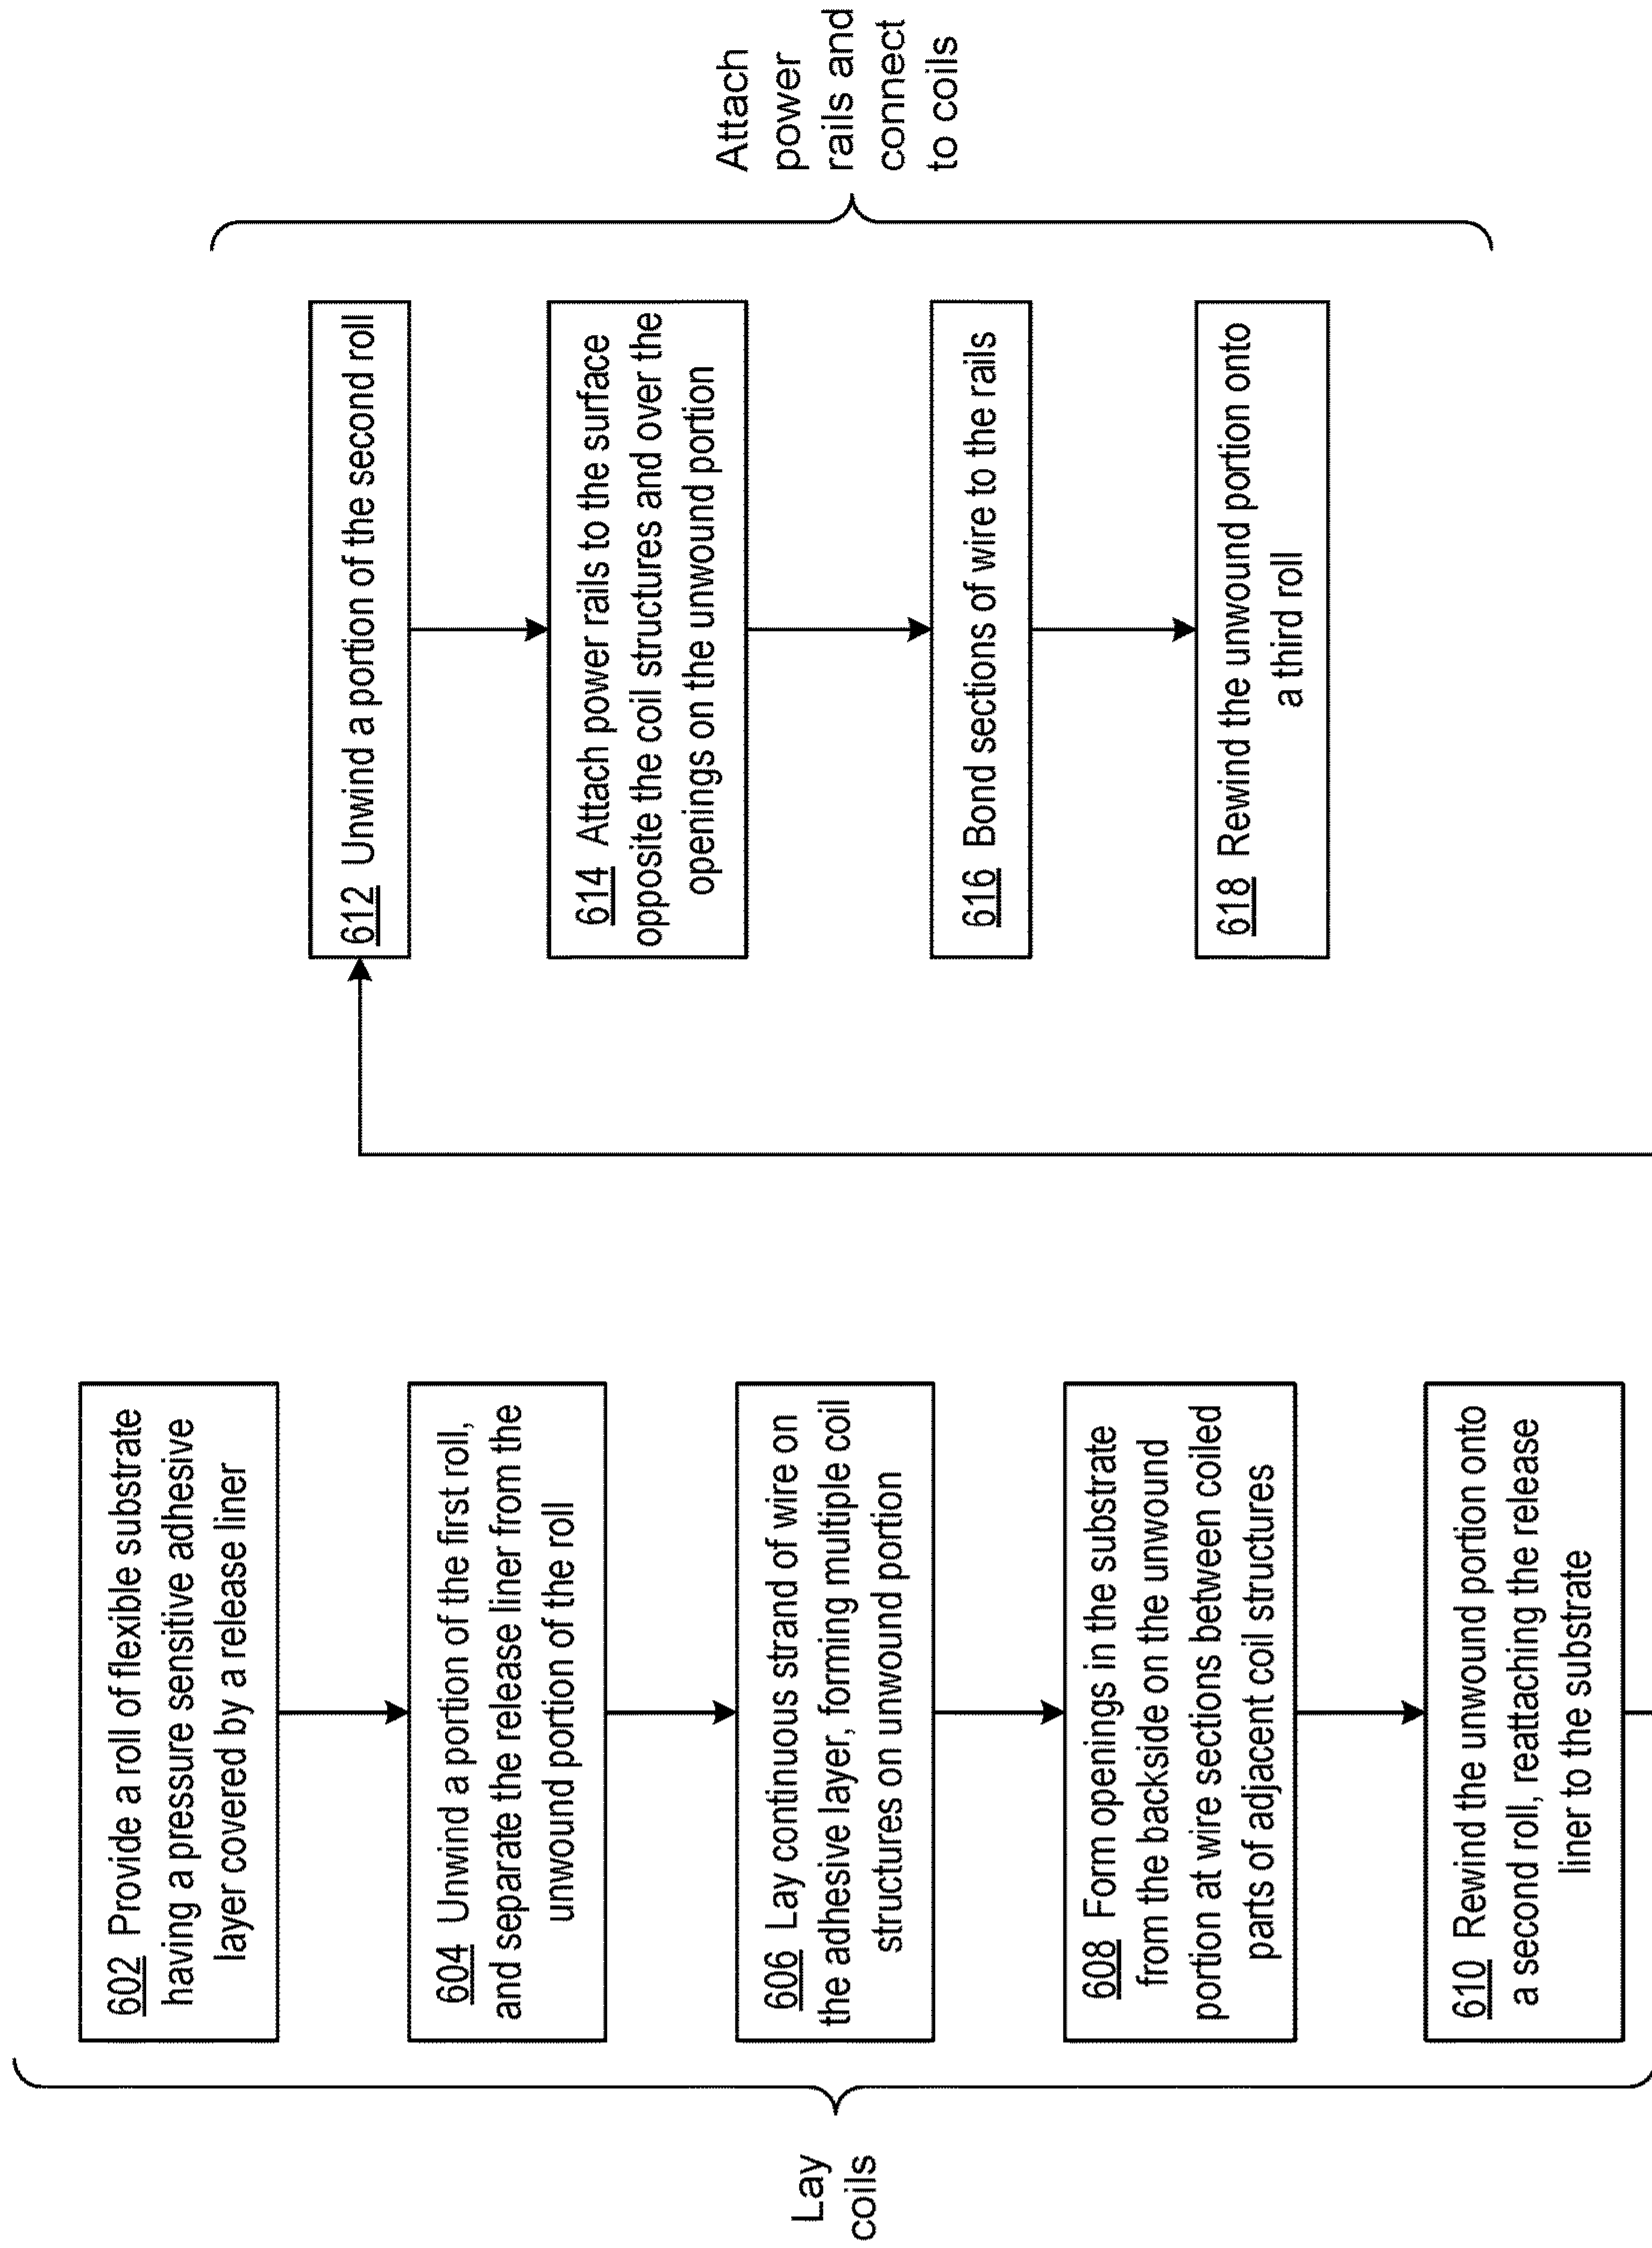 Lay
coils
602 Provide a roll of flexible substrate
having a pressure sensitive adhesive
layer covered by a release liner
604 Unwind a portion of the first roll,
and separate the release liner from the
unwound portion of the roll
606 Lay continuous strand of wire on
the adhesive layer, forming multiple coil
structures on unwound portion
608 Form openings in the substrate
from the backside on the unwound
portion at wire sections between coiled
parts of adjacent coil structures
610 Rewind the unwound portion onto
a second roll, reattaching the release
liner to the substrate
612 Unwind a portion of the second roll
614 Attach power rails to the surface
opposite the coil structures and over the
openings on the unwound portion
616 Bond sections of wire to the rails
618 Rewind the unwound portion onto
a third roll
Attach
power
rails and
connect
to coils